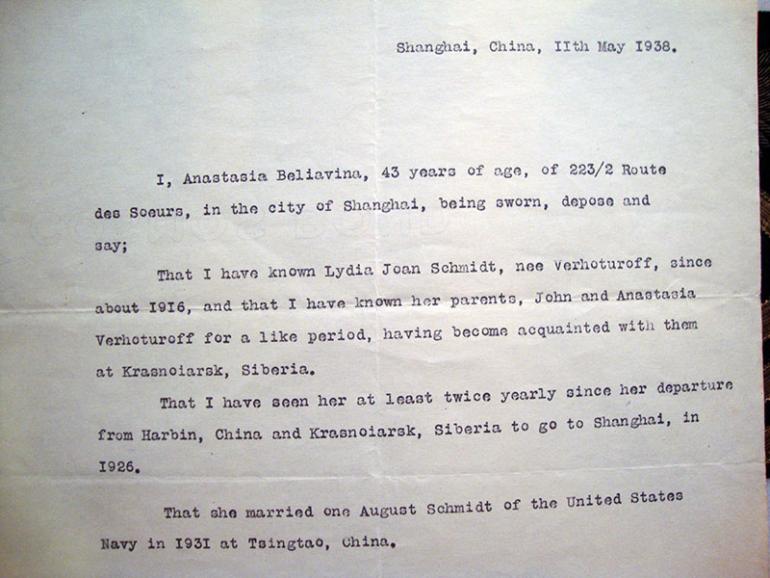 Shanghai, China, IIth May I938.
I, Anastasia Beliavina, 43 years of age, of 223/2 Route
des Soeurs, in the city of Shanghai, being sworn, depose and
say;
That I have known Lydia Joan Schmidt, nee Verhoturoff, since
about I9I6, and that I have known her parents, John and Anastasia
Verhoturoff for a like period, having become acquainted with them
at Krasnoiarsk, Siberia.
That I have seen her at least twice yearly since her departure
from Harbin, China and Krasnoiarsk, Siberia to go to Shanghai, in
I926.
That she married one August Schmidt of the United States
Navy in I93I at Tsingtao, China.